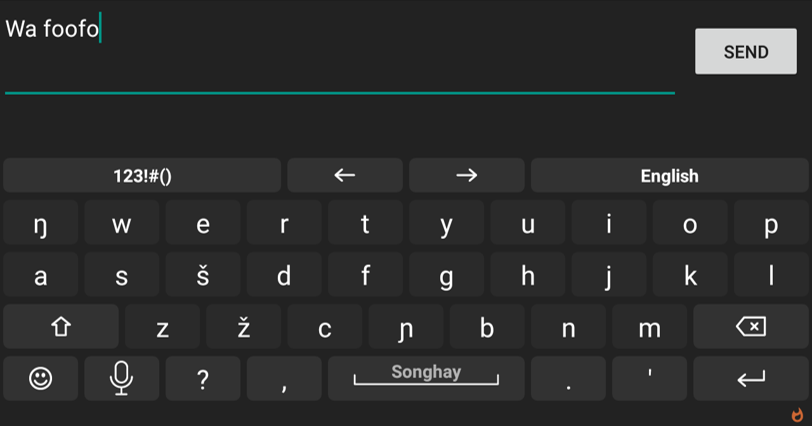 Wa foofo
SEND
123!#() ← → English
ŋ w e r t y u i o p
a s š d f g h j k l
z ž c ɲ b n m
? , Songhay . '